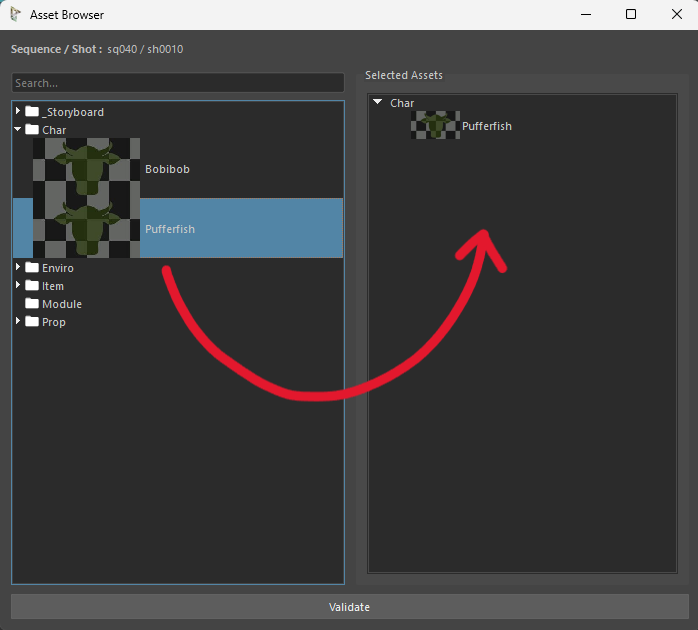 Asset Browser
Sequence / Shot : sq040 / sh0010
Search...
_Storyboard
Char
Bobibob
Pufferfish
Enviro
Item
Module
Prop
Selected Assets
Char
Pufferfish
Validate